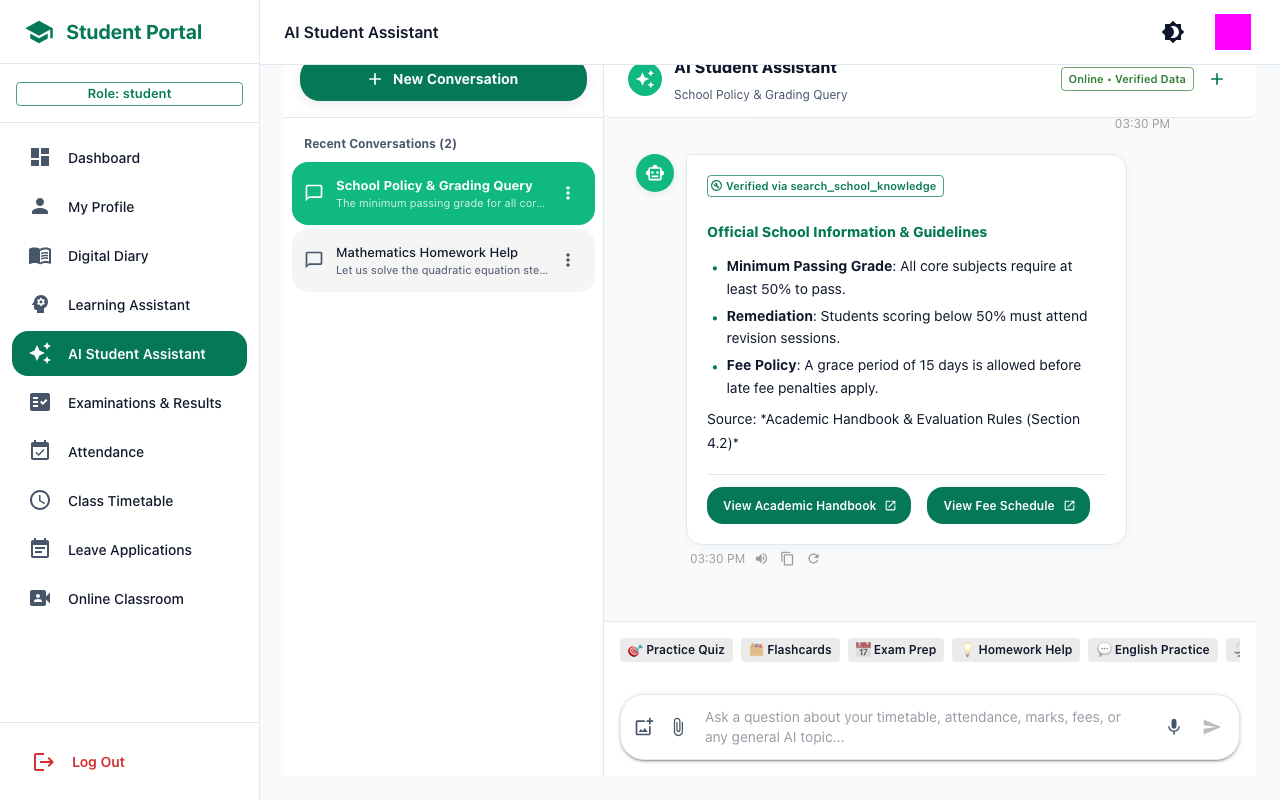 Student Portal
Role: student
Dashboard
My Profile
Digital Diary
Learning Assistant
AI Student Assistant
Examinations & Results
Attendance
Class Timetable
Leave Applications
Online Classroom
Log Out
AI Student Assistant
New Conversation
Recent Conversations (2)
School Policy & Grading Query
The minimum passing grade for all cor...
Mathematics Homework Help
Let us solve the quadratic equation ste...
AI Student Assistant
School Policy & Grading Query
Online • Verified Data
03:30 PM
Verified via search_school_knowledge
Official School Information & Guidelines
• Minimum Passing Grade: All core subjects require at
least 50% to pass.
• Remediation: Students scoring below 50% must attend
revision sessions.
• Fee Policy: A grace period of 15 days is allowed before
late fee penalties apply.
Source: *Academic Handbook & Evaluation Rules (Section
4.2)*
View Academic Handbook
View Fee Schedule
03:30 PM
Practice Quiz
Flashcards
Exam Prep
Homework Help
English Practice
Ask a question about your timetable, attendance, marks, fees, or
any general AI topic...